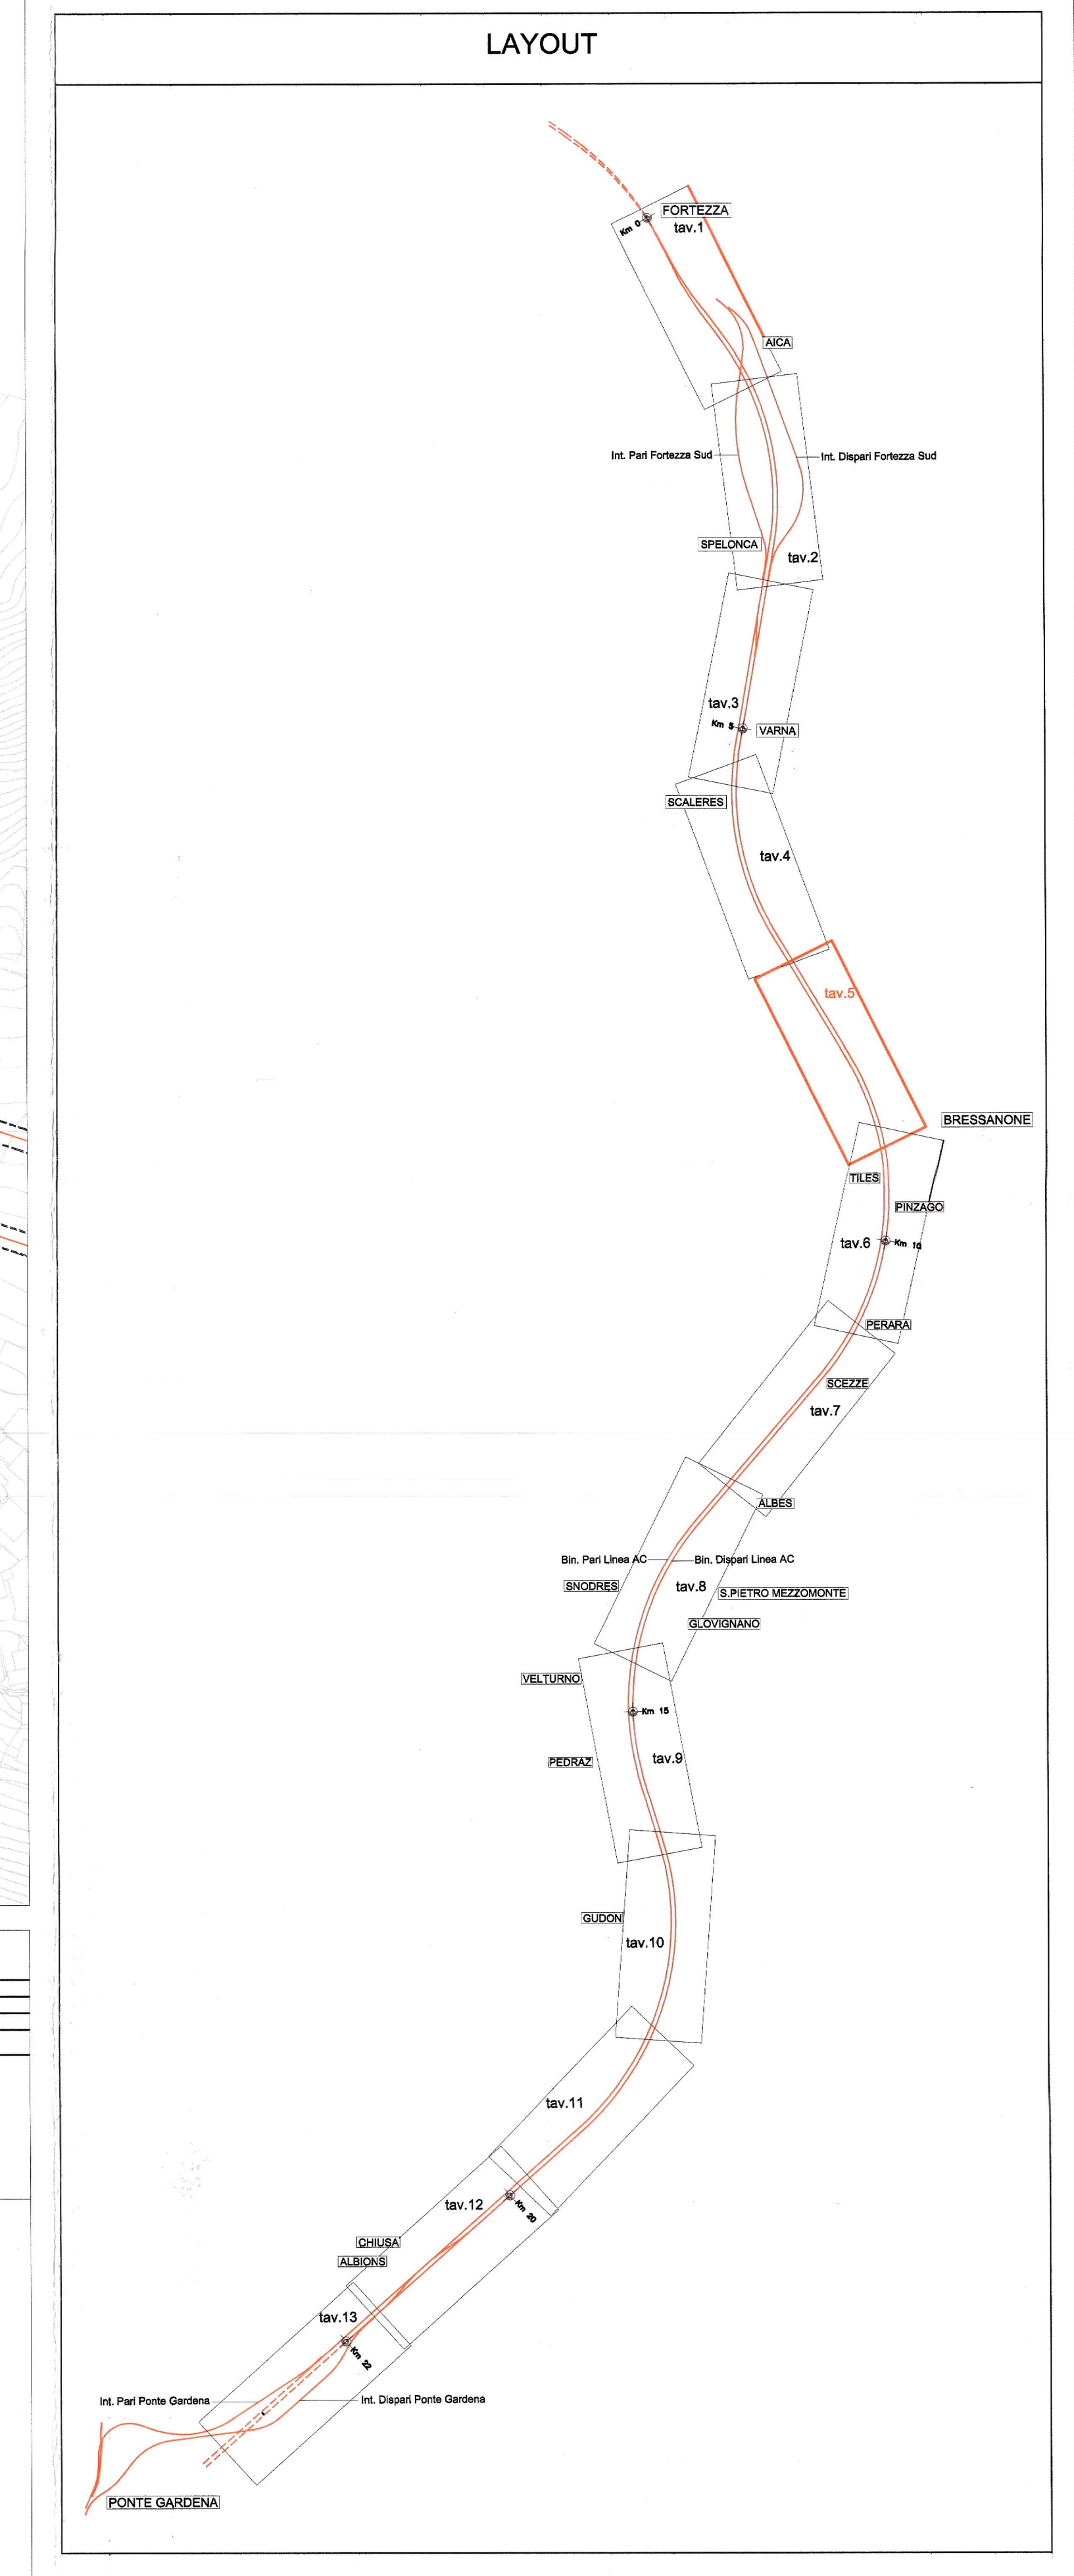 LAYOUT
FORTEZZA
Km 0
tav.1
AICA
Int. Pari Fortezza Sud
Int. Dispari Fortezza Sud
SPELONCA
tav.2
tav.3
Km 5
VARNA
SCALERES
tav.4
tav.5
BRESSANONE
TILES
PINZAGO
tav.6
Km 10
PERARA
SCEZZE
tav.7
ALBES
Bin. Pari Linea AC
Bin. Dispari Linea AC
SNODRES
tav.8
S.PIETRO MEZZOMONTE
GLOVIGNANO
VELTURNO
Km 15
PEDRAZ
tav.9
GUDON
tav.10
tav.11
tav.12
Km 20
CHIUSA
ALBIONS
tav.13
Km 22
Int. Pari Ponte Gardena
Int. Dispari Ponte Gardena
PONTE GARDENA